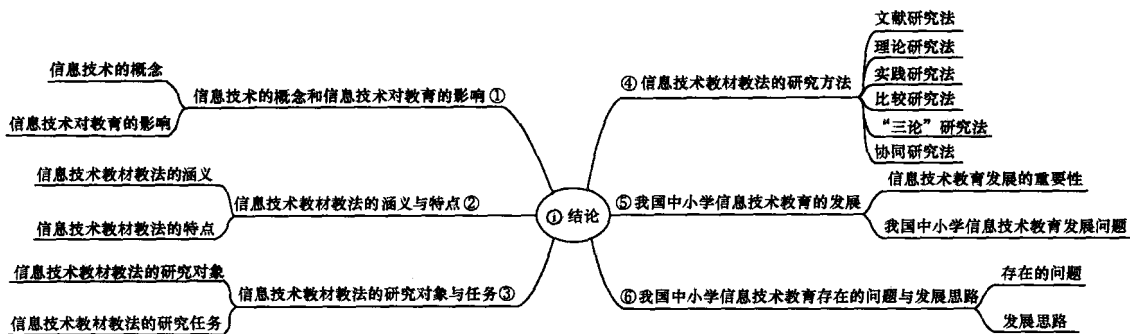 ①结论
信息技术的概念和信息技术对教育的影响①
信息技术的概念
信息技术对教育的影响
信息技术教材教法的涵义与特点②
信息技术教材教法的涵义
信息技术教材教法的特点
信息技术教材教法的研究对象与任务③
信息技术教材教法的研究对象
信息技术教材教法的研究任务
④信息技术教材教法的研究方法
文献研究法
理论研究法
实践研究法
比较研究法
“三论”研究法
协同研究法
⑤我国中小学信息技术教育的发展
信息技术教育发展的重要性
我国中小学信息技术教育发展问题
⑥我国中小学信息技术教育存在的问题与发展思路
存在的问题
发展思路